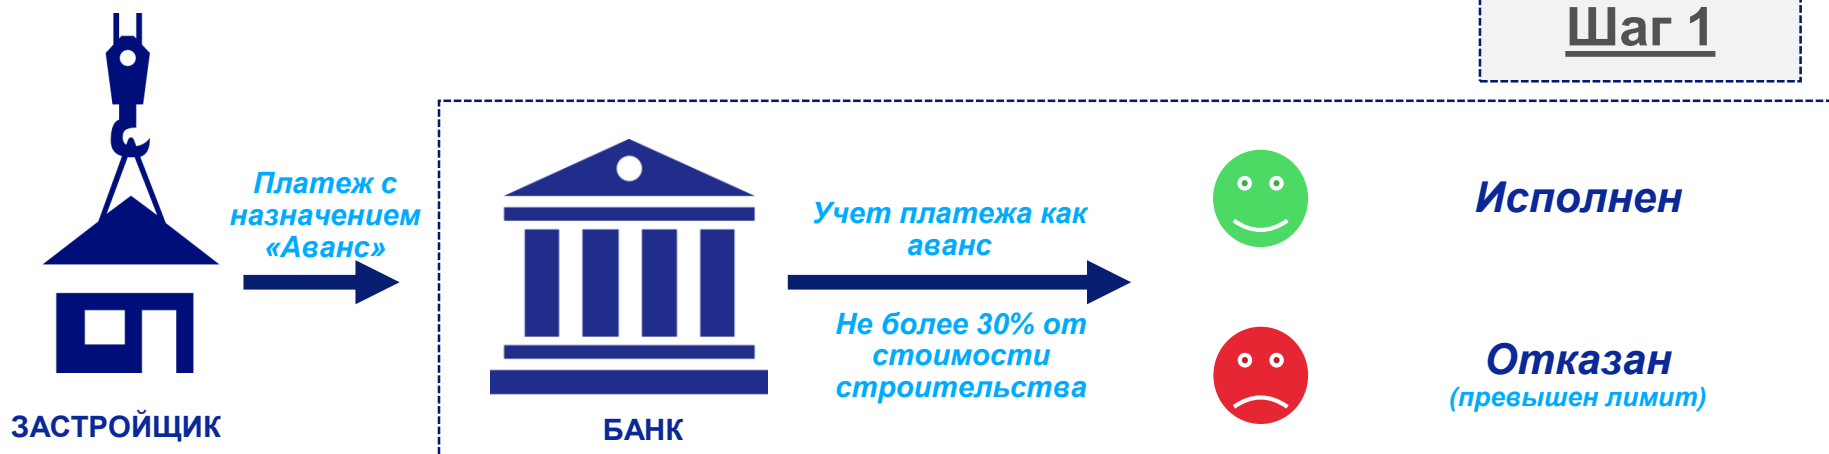 Шаг 1
Платеж с
назначением
«Аванс»
ЗАСТРОЙЩИК
БАНК
Учет платежа как
аванс
Не более 30% от
стоимости
строительства
Исполнен
Отказан
(превышен лимит)